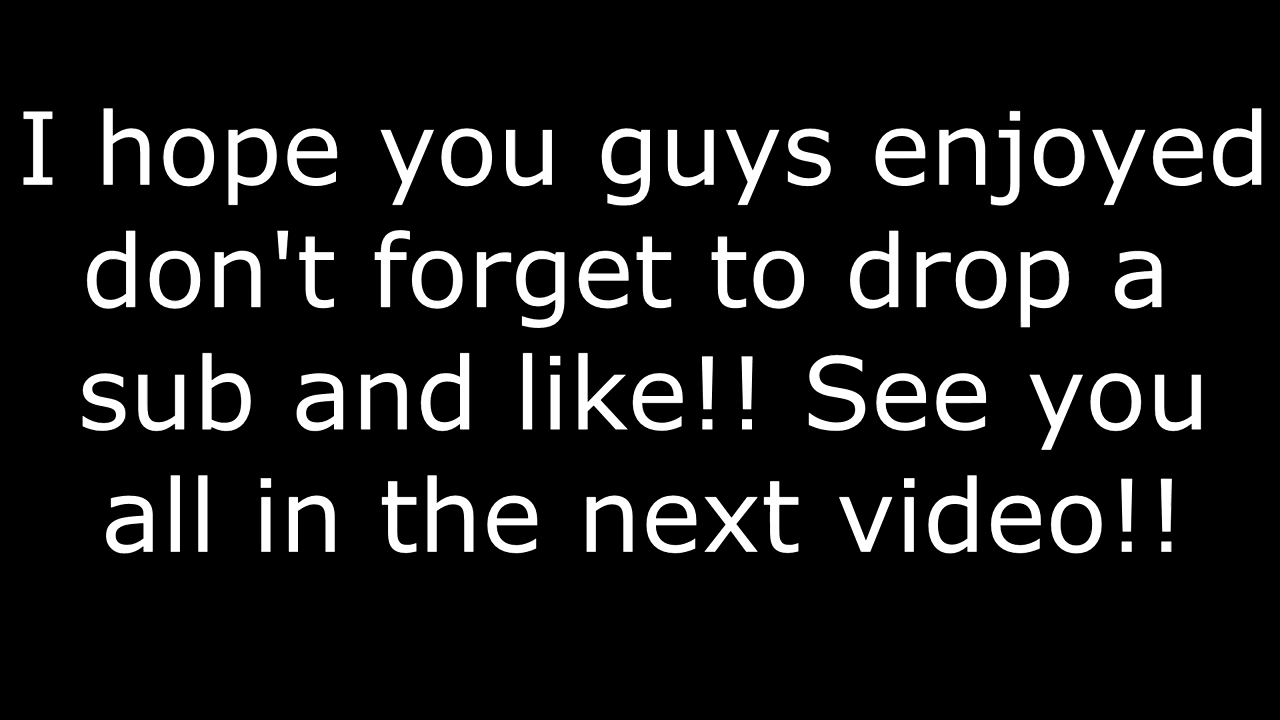 I hope you guys enjoyed
don't forget to drop a
sub and like!! See you
all in the next video!!